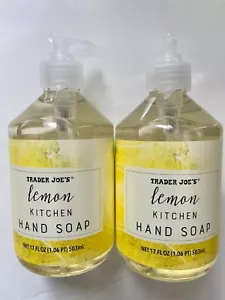 TRADER JOE'S®
lemon
KITCHEN
HAND SOAP
NET 17 FL OZ (1.06 PT) 503mL
TRADER JOE'S®
lemon
KITCHEN
HAND SOAP
NET 17 FL OZ (1.06 PT) 503mL